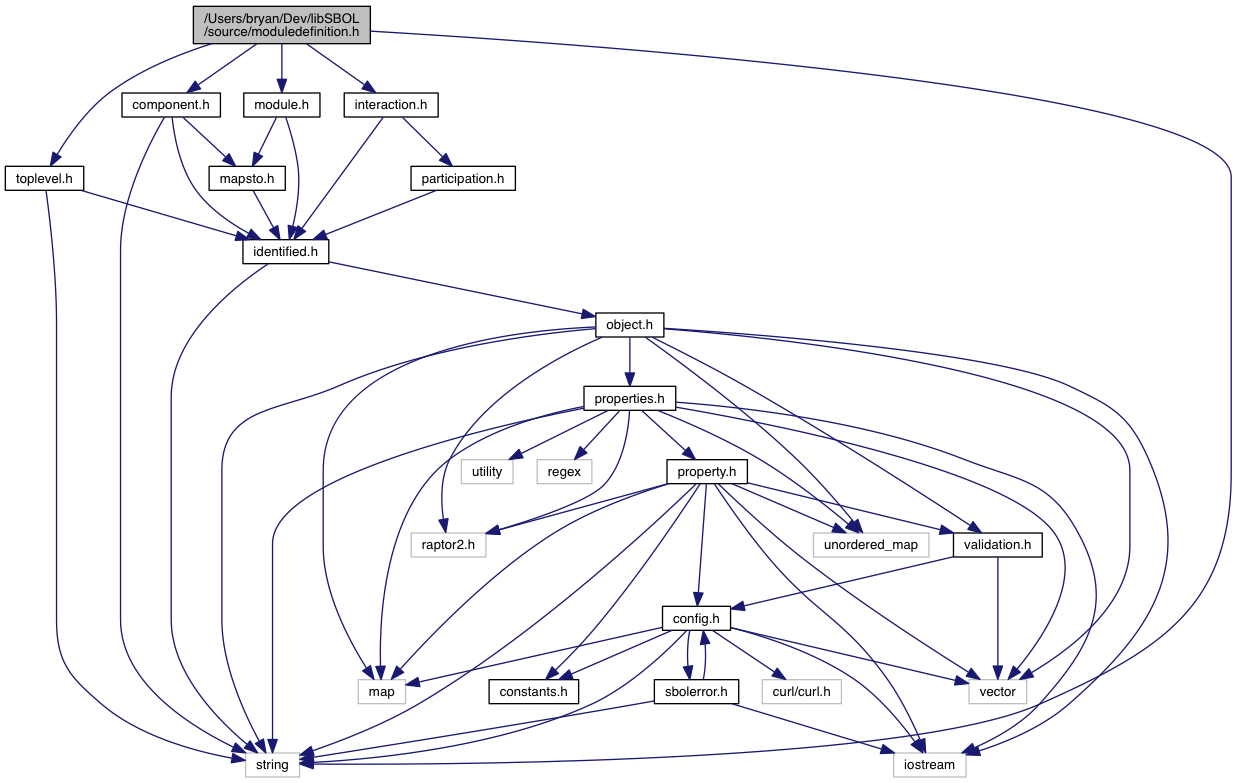 /Users/bryan/Dev/libSBOL
/source/moduledefinition.h
component.h
module.h
interaction.h
toplevel.h
mapsto.h
participation.h
identified.h
object.h
properties.h
utility
regex
property.h
raptor2.h
unordered_map
validation.h
config.h
map
constants.h
sbolerror.h
curl/curl.h
vector
string
iostream